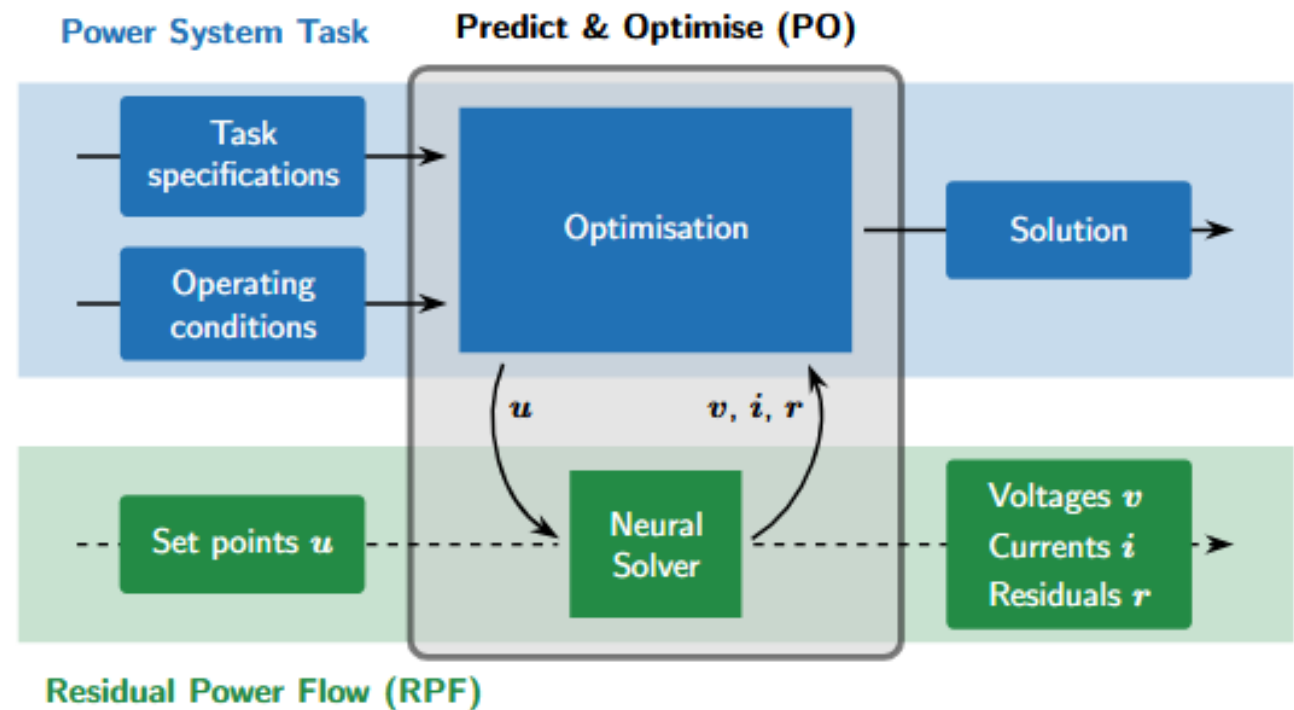 Power System Task
Predict & Optimise (PO)
Task
specifications
Operating
conditions
Optimisation
Solution
u
v, i, r
Set points u
Neural
Solver
Voltages v
Currents i
Residuals r
Residual Power Flow (RPF)